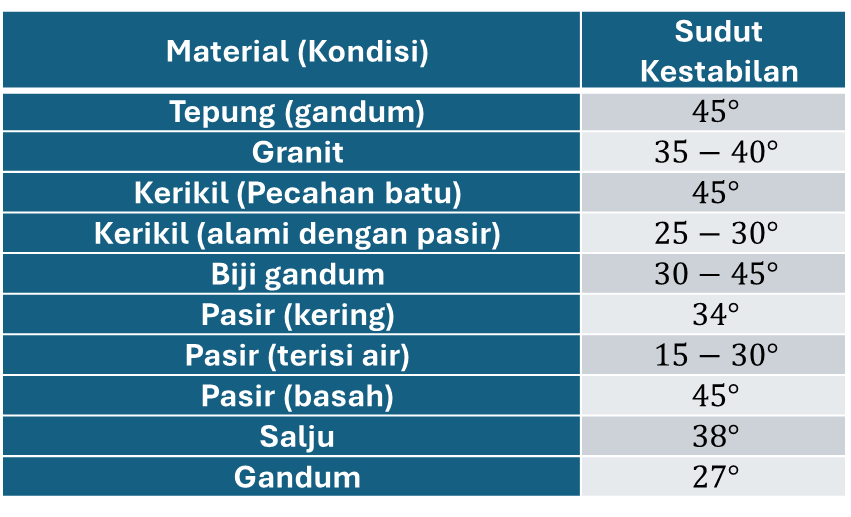 Material (Kondisi)
Sudut
Kestabilan
Tepung (gandum)
45°
Granit
35 − 40°
Kerikil (Pecahan batu)
45°
Kerikil (alami dengan pasir)
25 − 30°
Biji gandum
30 − 45°
Pasir (kering)
34°
Pasir (terisi air)
15 − 30°
Pasir (basah)
45°
Salju
38°
Gandum
27°